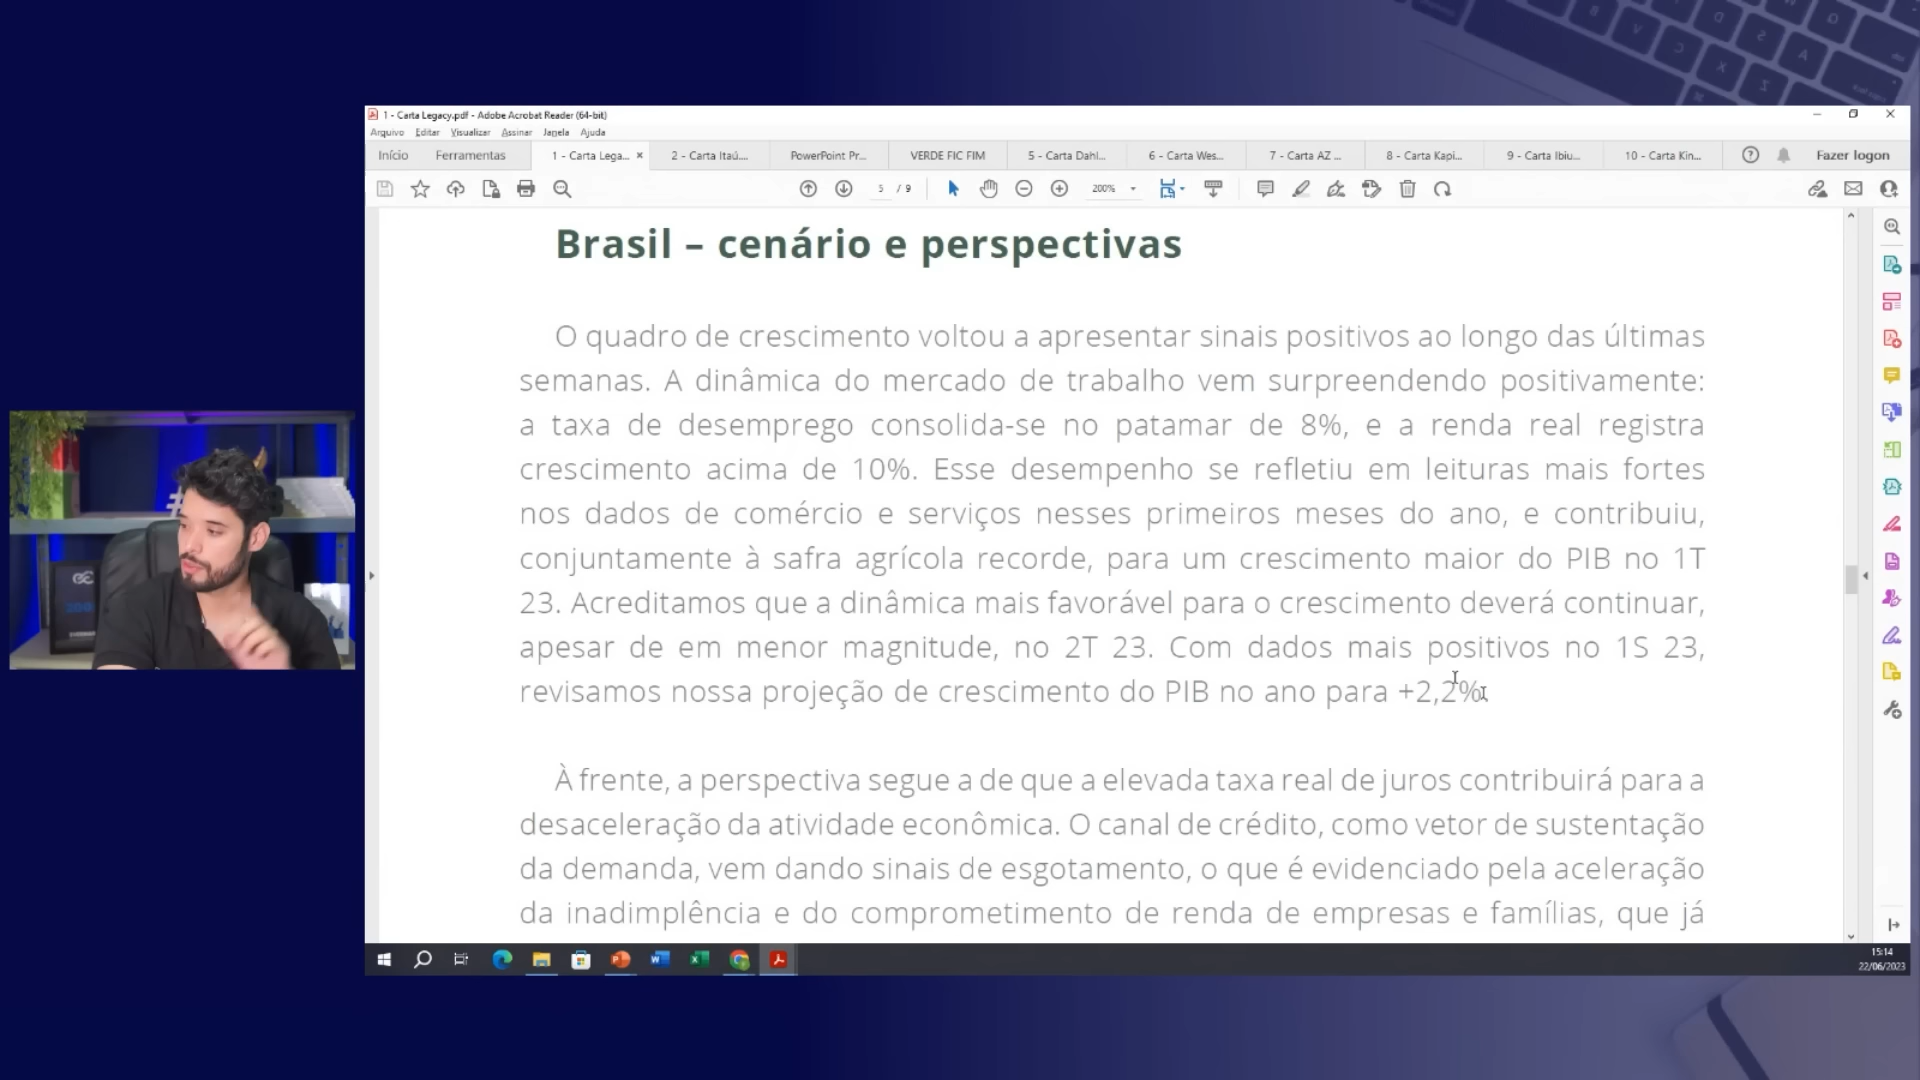 1 - Carta Legacy.pdf - Adobe Acrobat Reader (64-bit)
Arquivo Editar Visualizar Assinar Janela Ajuda
Início Ferramentas 1 - Carta Lega... × 2 - Carta Itaú.... PowerPoint Pr... VERDE FIC FIM 5 - Carta Dahl... 6 - Carta Wes... 7 - Carta AZ ... 8 - Carta Kapi... 9 - Carta Ibiu... 10 - Carta Kin... Fazer logon
5 / 9 200%
Brasil – cenário e perspectivas
O quadro de crescimento voltou a apresentar sinais positivos ao longo das últimas
semanas. A dinâmica do mercado de trabalho vem surpreendendo positivamente:
a taxa de desemprego consolida-se no patamar de 8%, e a renda real registra
crescimento acima de 10%. Esse desempenho se refletiu em leituras mais fortes
nos dados de comércio e serviços nesses primeiros meses do ano, e contribuiu,
conjuntamente à safra agrícola recorde, para um crescimento maior do PIB no 1T
23. Acreditamos que a dinâmica mais favorável para o crescimento deverá continuar,
apesar de em menor magnitude, no 2T 23. Com dados mais positivos no 1S 23,
revisamos nossa projeção de crescimento do PIB no ano para +2,2%.
À frente, a perspectiva segue a de que a elevada taxa real de juros contribuirá para a
desaceleração da atividade econômica. O canal de crédito, como vetor de sustentação
da demanda, vem dando sinais de esgotamento, o que é evidenciado pela aceleração
da inadimplência e do comprometimento de renda de empresas e famílias, que já
15:14
22/06/2023